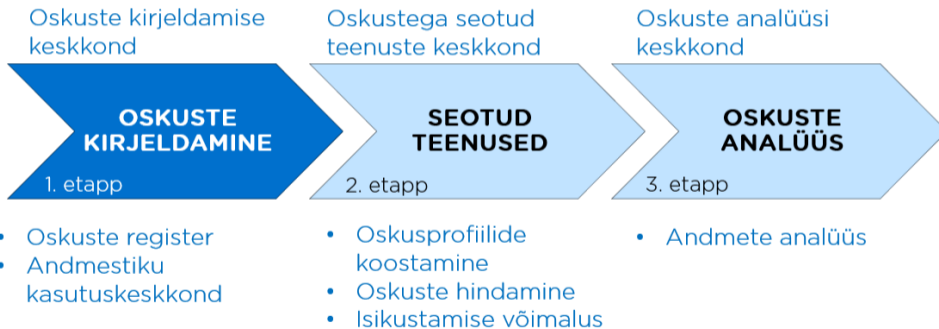 Oskuste kirjeldamise
keskkond
OSKUSTE
KIRJELDAMINE
1. etapp
• Oskuste register
• Andmestiku
kasutuskeskkond
Oskustega seotud
teenuste keskkond
SEOTUD
TEENUSED
2. etapp
• Oskusprofiilide
koostamine
• Oskuste hindamine
• Isikustamise võimalus
Oskuste analüüsi
keskkond
OSKUSTE
ANALÜÜS
3. etapp
• Andmete analüüs